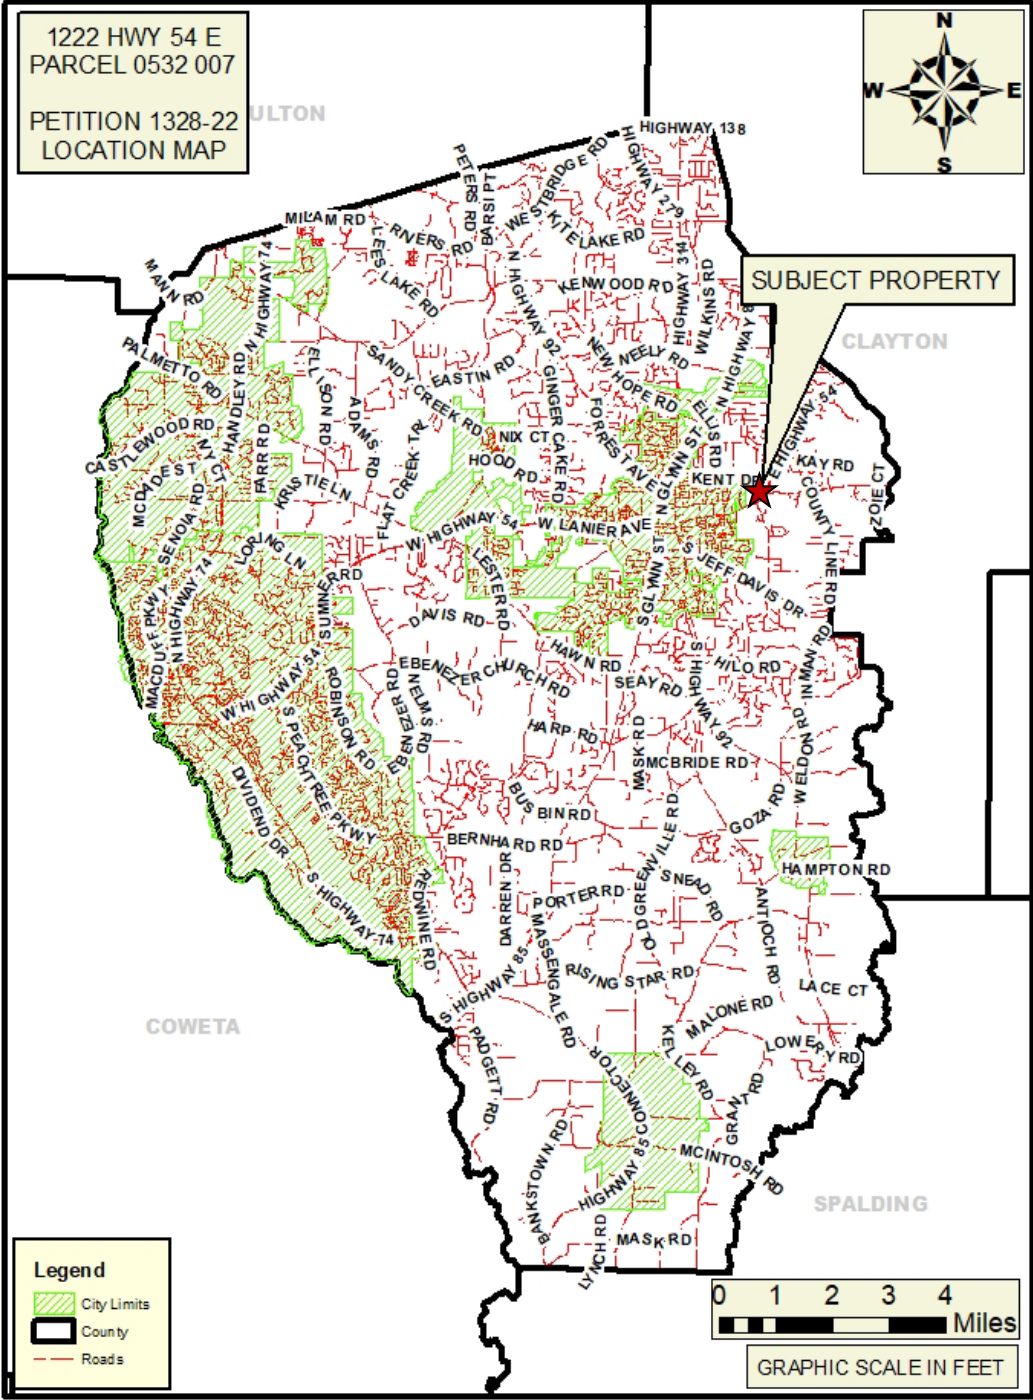 1222 HWY 54 E
PARCEL 0532 007
PETITION 1328-22
LOCATION MAP
N
W
E
S
ULTON
HIGHWAY 138
PETERS RD
BARSI PT
WESTBRIDGE RD
HIGHWAY 279
MILAM RD
RIVERS RD
KITE LAKE RD
LEES LAKE RD
N HIGHWAY 74
MANN RD
KENWOOD RD
HIGHWAY 314
WILKINS RD
SUBJECT PROPERTY
N HIGHWAY 92
N HIGHWAY 8
CLAYTON
PALMETTO RD
HANDLEY RD
ELLISON RD
SANDY CREEK RD
EASTIN RD
NEW HOPE RD
NEELY RD
GINGER CAKE RD
ADAMS RD
FORREST AVE
ELLIS RD
E HIGHWAY 54
CASTLEWOOD RD
NY CT
FARR RD
FLAT CREEK TR
NIX CT
HOOD RD
N GLYNN ST
KENT DR
KAY RD
COUNTY LINE RD
ZOIE CT
MCD
ADEST
KRISTIE LN
SENOIA RD
LORING LN
W HIGHWAY 54
W LANIER AVE
S JEFF DAVIS DR
N HIGHWAY 74
MACDUFF PKWY
SUMNER RD
LESTER RD
S GLYNN ST
DAVIS RD
HAWN RD
HILO RD
INMAN RD
EBENEZER CHURCH RD
SEAY RD
S HIGHWAY 92
W HIGHWAY 54
ROBINSON RD
EBENEZER RD
NELMS RD
HARP RD
MASK RD
MCBRIDE RD
WELDON RD
S PEACHTREE PKWY
DIVIDEND DR
BUSBIN RD
GOZA RD
BERNHARD RD
OLD GREENVILLE RD
HAMPTON RD
S HIGHWAY 74
REDWINE RD
DARREN DR
PORTER RD
SNEAD RD
ANTIOCH RD
MASSENGALE RD
S HIGHWAY 85
RISING STAR RD
LACE CT
MALONE RD
COWETA
PADGETT RD
KELLEY RD
LOWERY RD
GRANT RD
HIGHWAY 85 CONNECTOR
BANKSTOWN RD
MCINTOSH RD
SPALDING
LYNCH RD
MASK RD
Legend
City Limits
County
Roads
0 1 2 3 4
Miles
GRAPHIC SCALE IN FEET